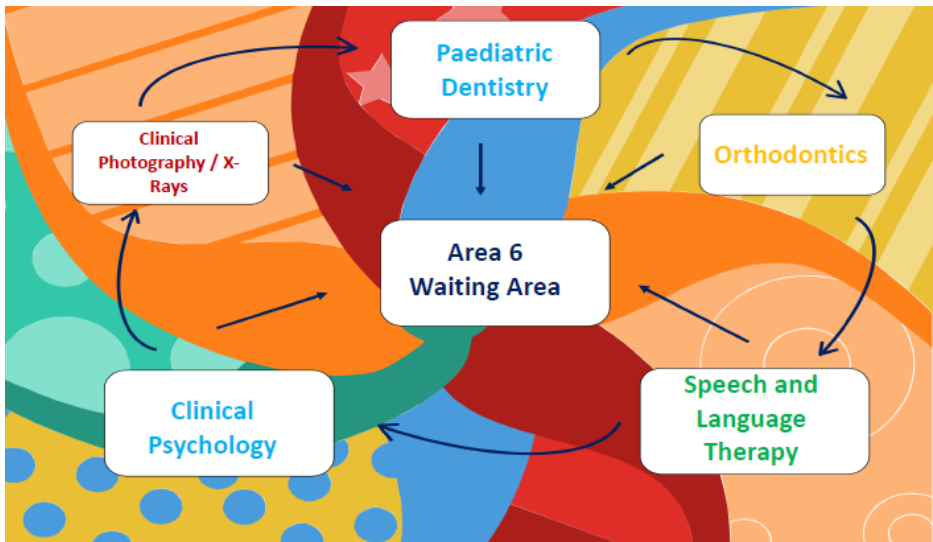 Paediatric
Dentistry
Clinical
Photography / X-
Rays
Orthodontics
Area 6
Waiting Area
Speech and
Language
Therapy
Clinical
Psychology